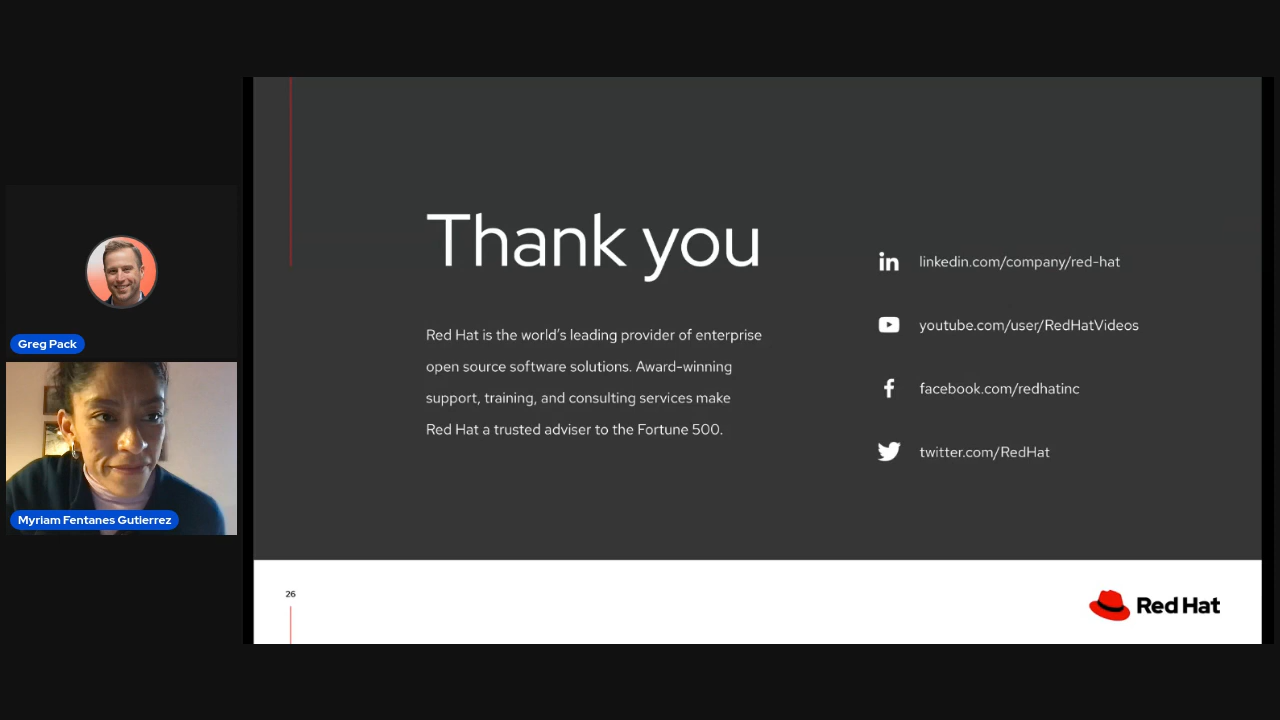 Greg Pack
Myriam Fentanes Gutierrez
Thank you
Red Hat is the world's leading provider of enterprise
open source software solutions. Award-winning
support, training, and consulting services make
Red Hat a trusted adviser to the Fortune 500.
linkedin.com/company/red-hat
youtube.com/user/RedHatVideos
facebook.com/redhatinc
twitter.com/RedHat
26
Red Hat